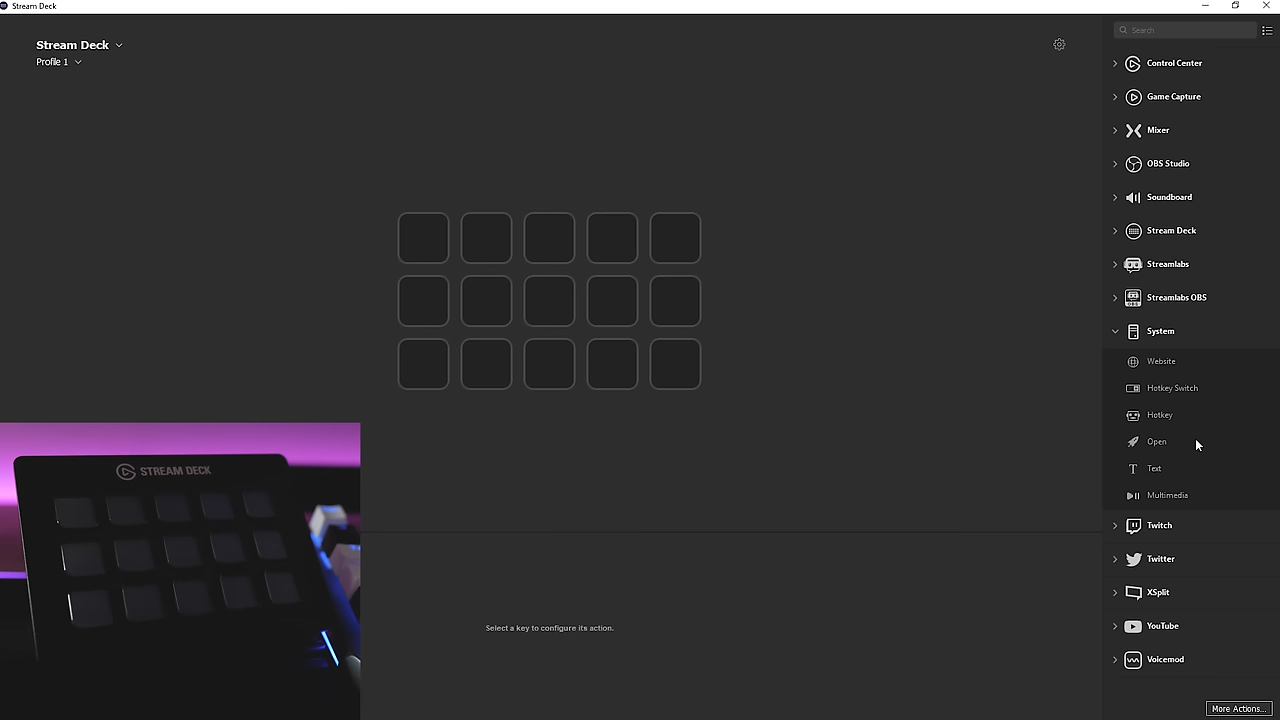 Stream Deck
Stream Deck
Profile 1
Search
Control Center
Game Capture
Mixer
OBS Studio
Soundboard
Stream Deck
Streamlabs
Streamlabs OBS
System
Website
Hotkey Switch
Hotkey
Open
Text
Multimedia
Twitch
Twitter
XSplit
YouTube
Voicemod
More Actions...
Select a key to configure its action.
STREAM DECK